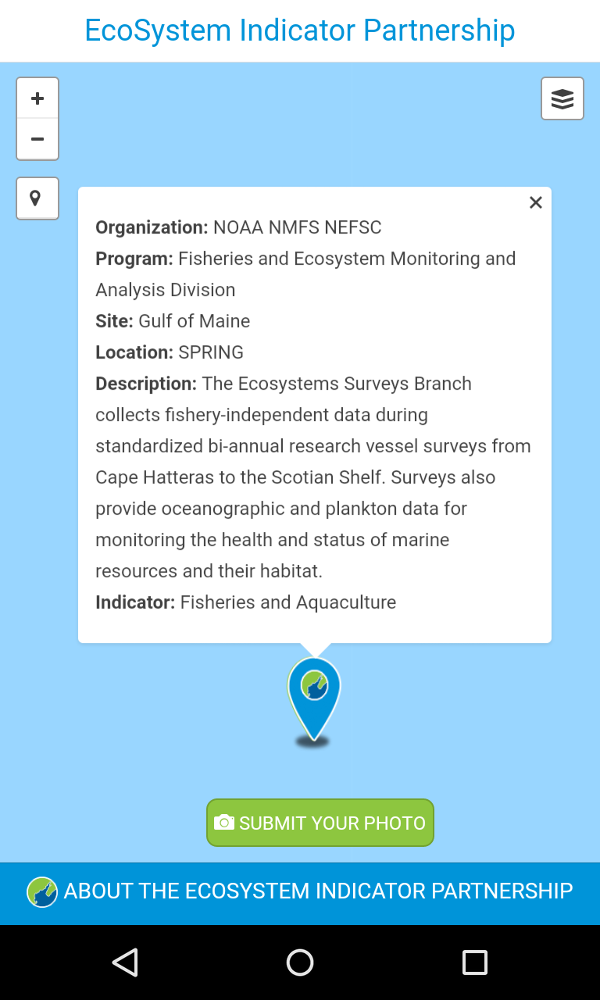 EcoSystem Indicator Partnership
+
−
×
Organization: NOAA NMFS NEFSC
Program: Fisheries and Ecosystem Monitoring and
Analysis Division
Site: Gulf of Maine
Location: SPRING
Description: The Ecosystems Surveys Branch
collects fishery-independent data during
standardized bi-annual research vessel surveys from
Cape Hatteras to the Scotian Shelf. Surveys also
provide oceanographic and plankton data for
monitoring the health and status of marine
resources and their habitat.
Indicator: Fisheries and Aquaculture
SUBMIT YOUR PHOTO
ABOUT THE ECOSYSTEM INDICATOR PARTNERSHIP